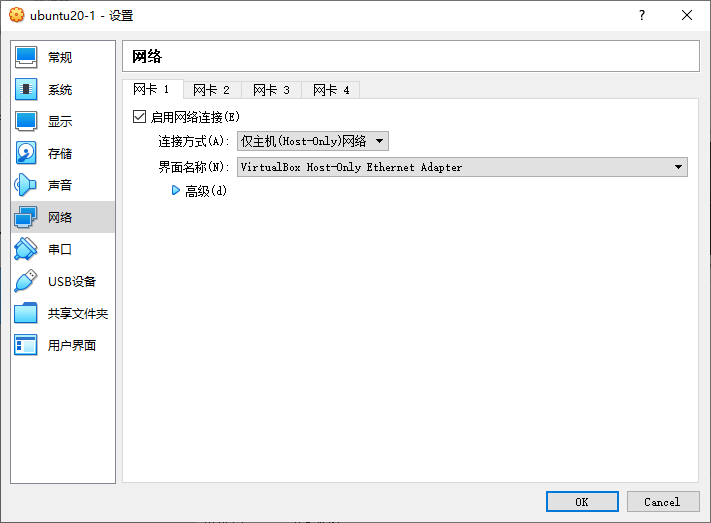 ubuntu20-1 - 设置
?
常规
系统
显示
存储
声音
网络
串口
USB设备
共享文件夹
用户界面
网络
网卡 1 网卡 2 网卡 3 网卡 4
启用网络连接(E)
连接方式(A): 仅主机(Host-Only)网络
界面名称(N): VirtualBox Host-Only Ethernet Adapter
高级(d)
OK Cancel